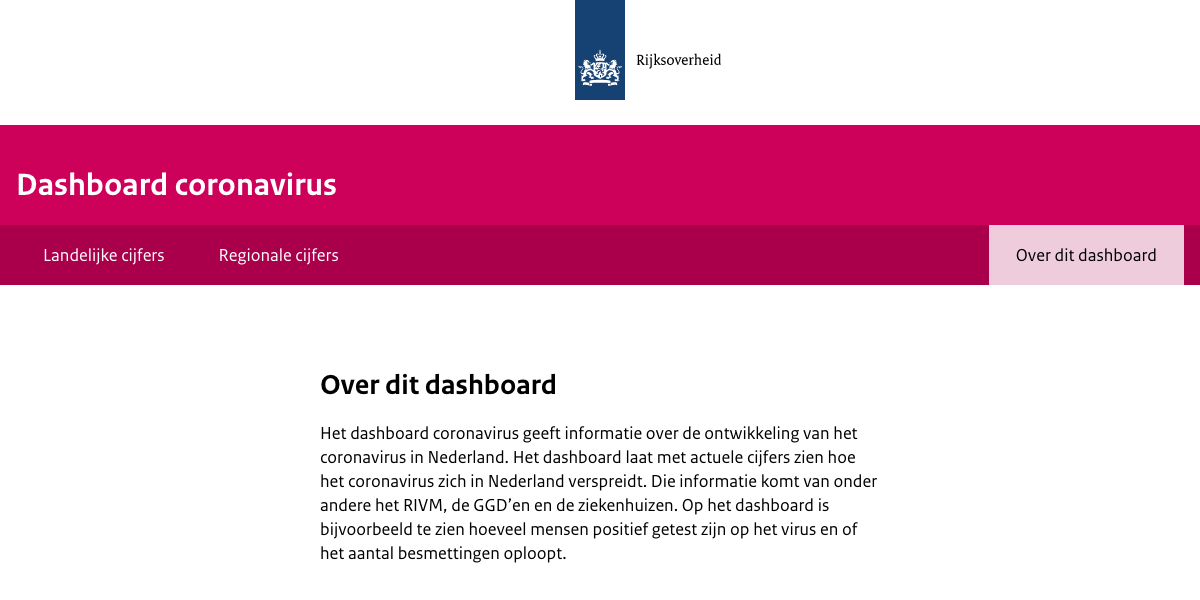 Rijksoverheid
Dashboard coronavirus
Landelijke cijfers
Regionale cijfers
Over dit dashboard
Over dit dashboard
Het dashboard coronavirus geeft informatie over de ontwikkeling van het
coronavirus in Nederland. Het dashboard laat met actuele cijfers zien hoe
het coronavirus zich in Nederland verspreidt. Die informatie komt van onder
andere het RIVM, de GGD’en en de ziekenhuizen. Op het dashboard is
bijvoorbeeld te zien hoeveel mensen positief getest zijn op het virus en of
het aantal besmettingen oploopt.